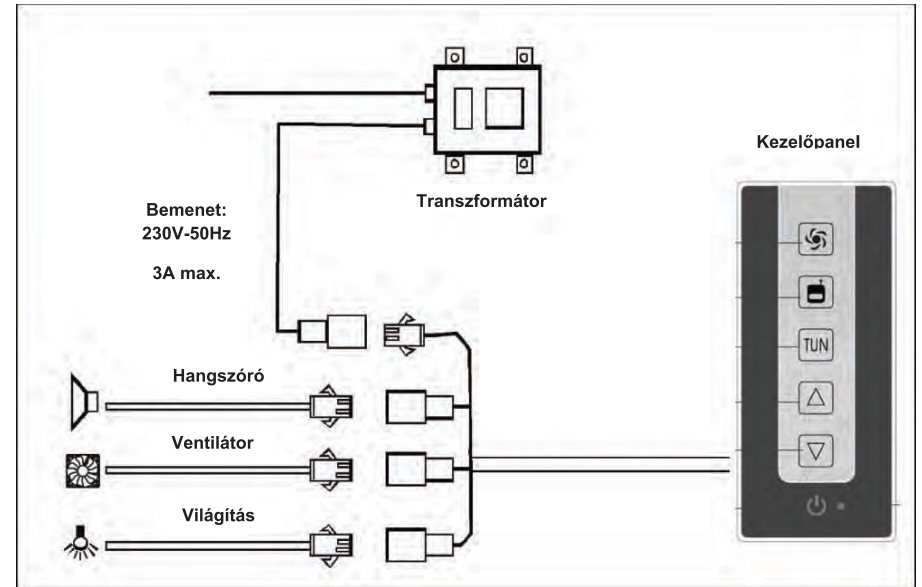 Kezelőpanel
Transzformátor
Bemenet:
230V-50Hz
3A max.
TUN
Hangszóró
Ventilátor
Világítás